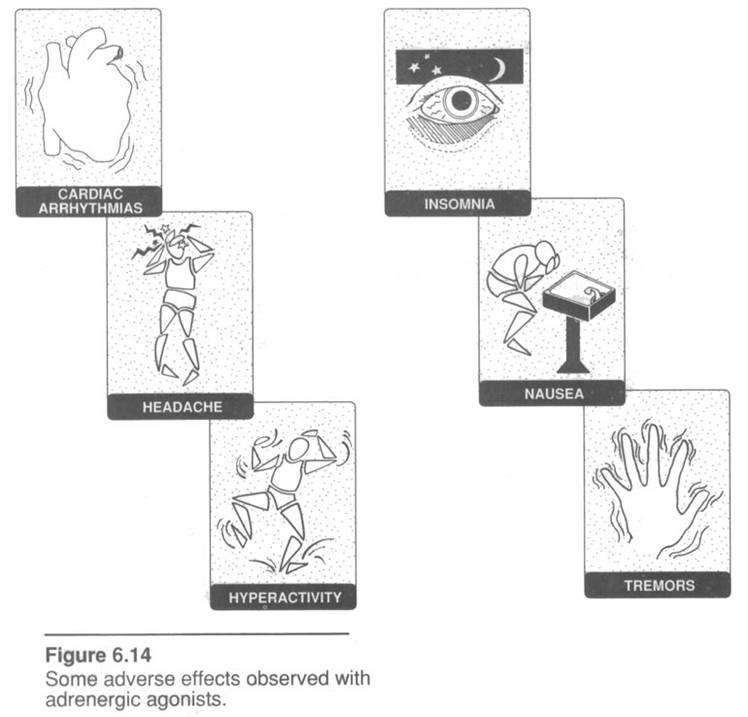 CARDIAC
ARRHYTHMIAS
HEADACHE
HYPERACTIVITY
INSOMNIA
NAUSEA
TREMORS
Figure 6.14
Some adverse effects observed with
adrenergic agonists.